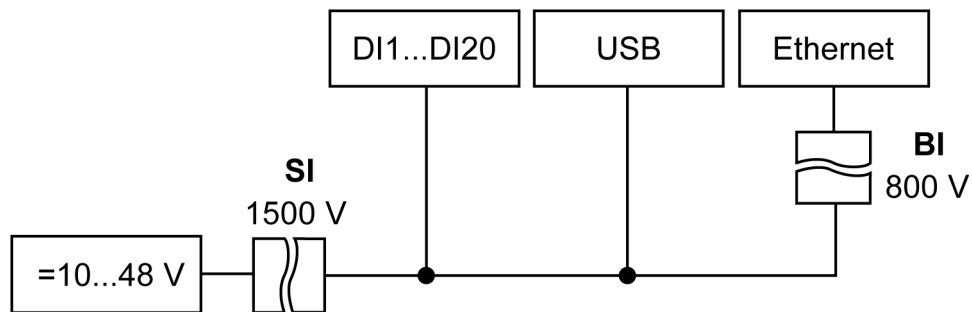 DI1...DI20
USB
Ethernet
BI
800 V
SI
1500 V
=10...48 V